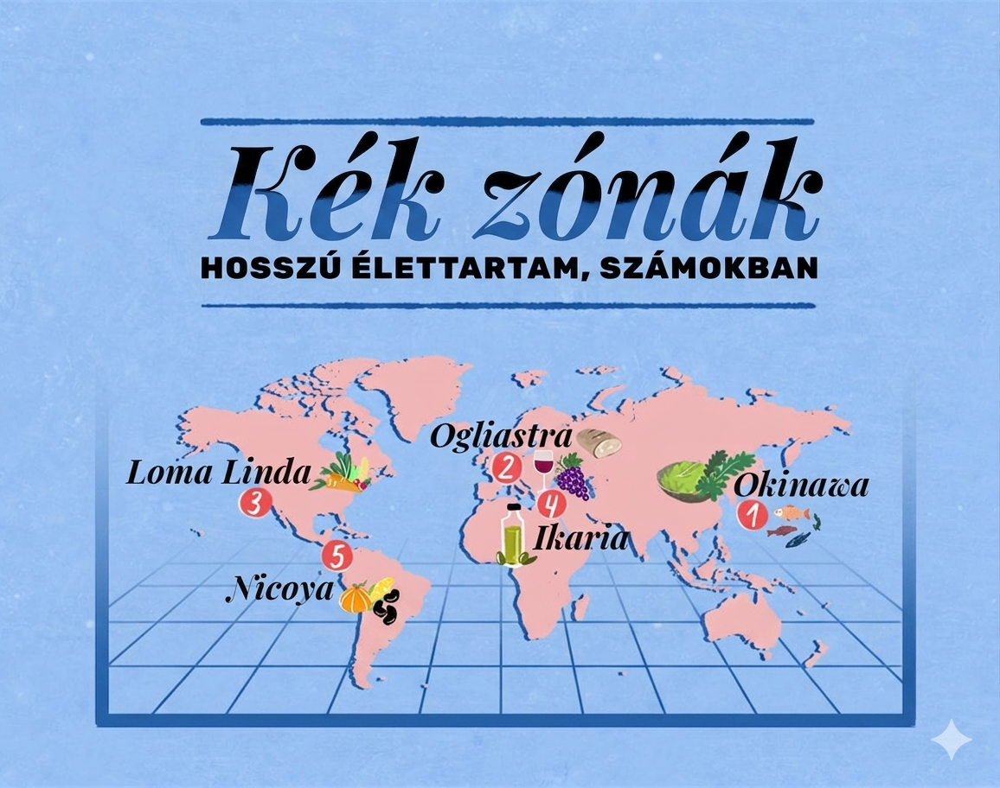 Kék zónák
HOSSZÚ ÉLETTARTAM, SZÁMOKBAN
Ogliastra
2
Loma Linda
3
Okinawa
1
4
Ikaria
5
Nicoya